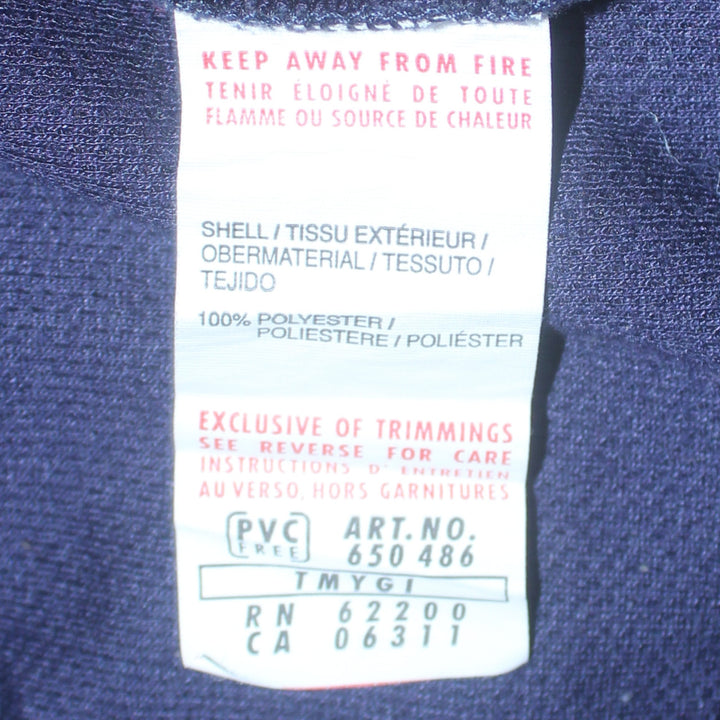 KEEP AWAY FROM FIRE
TENIR ÉLOIGNÉ DE TOUTE
FLAMME OU SOURCE DE CHALEUR
SHELL / TISSU EXTÉRIEUR /
OBERMATERIAL / TESSUTO /
TEJIDO
100% POLYESTER /
POLIESTERE / POLIÉSTER
EXCLUSIVE OF TRIMMINGS
SEE REVERSE FOR CARE
INSTRUCTIONS D' ENTRETIEN
AU VERSO, HORS GARNITURES
PVC ART. NO.
FREE 650 486
TMYGI
RN 62200
CA 06311